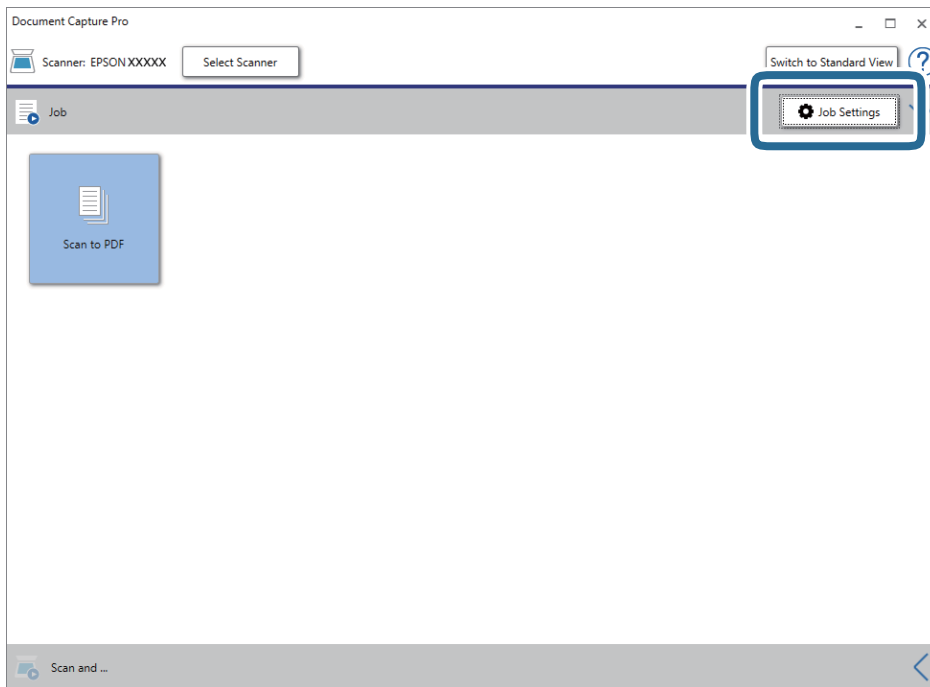 Document Capture Pro
Scanner: EPSON XXXXX
Select Scanner
Switch to Standard View
?
Job
Job Settings
Scan to PDF
Scan and ...